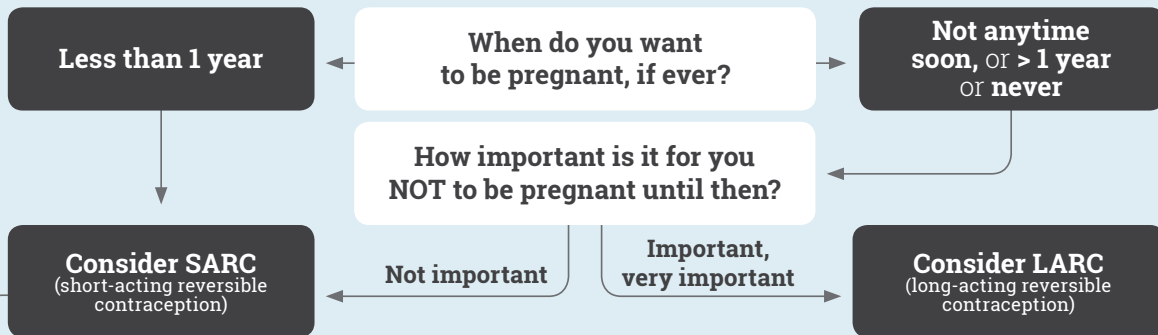 Less than 1 year
When do you want
to be pregnant, if ever?
Not anytime
soon, or > 1 year
or never
How important is it for you
NOT to be pregnant until then?
Consider SARC
(short-acting reversible
contraception)
Not important
Important,
very important
Consider LARC
(long-acting reversible
contraception)